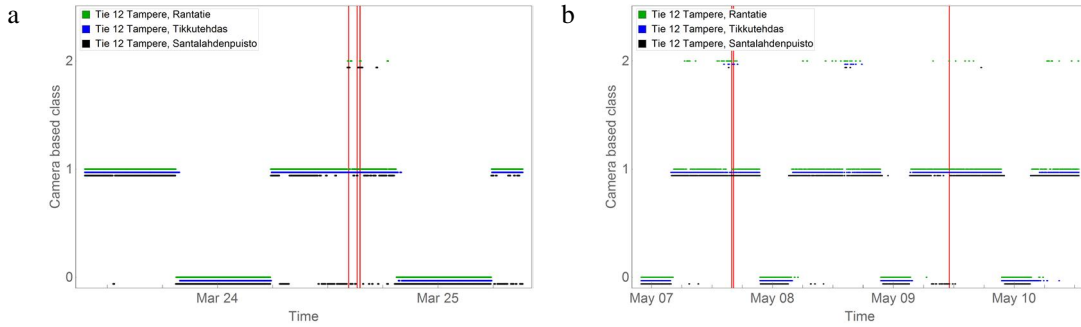 a
Tie 12 Tampere, Rantatie
Tie 12 Tampere, Tikkutehdas
Tie 12 Tampere, Santalahdenpuisto
2
1
0
Camera based class
Mar 24
Mar 25
Time
b
Tie 12 Tampere, Rantatie
Tie 12 Tampere, Tikkutehdas
Tie 12 Tampere, Santalahdenpuisto
2
1
0
Camera based class
May 07
May 08
May 09
May 10
Time